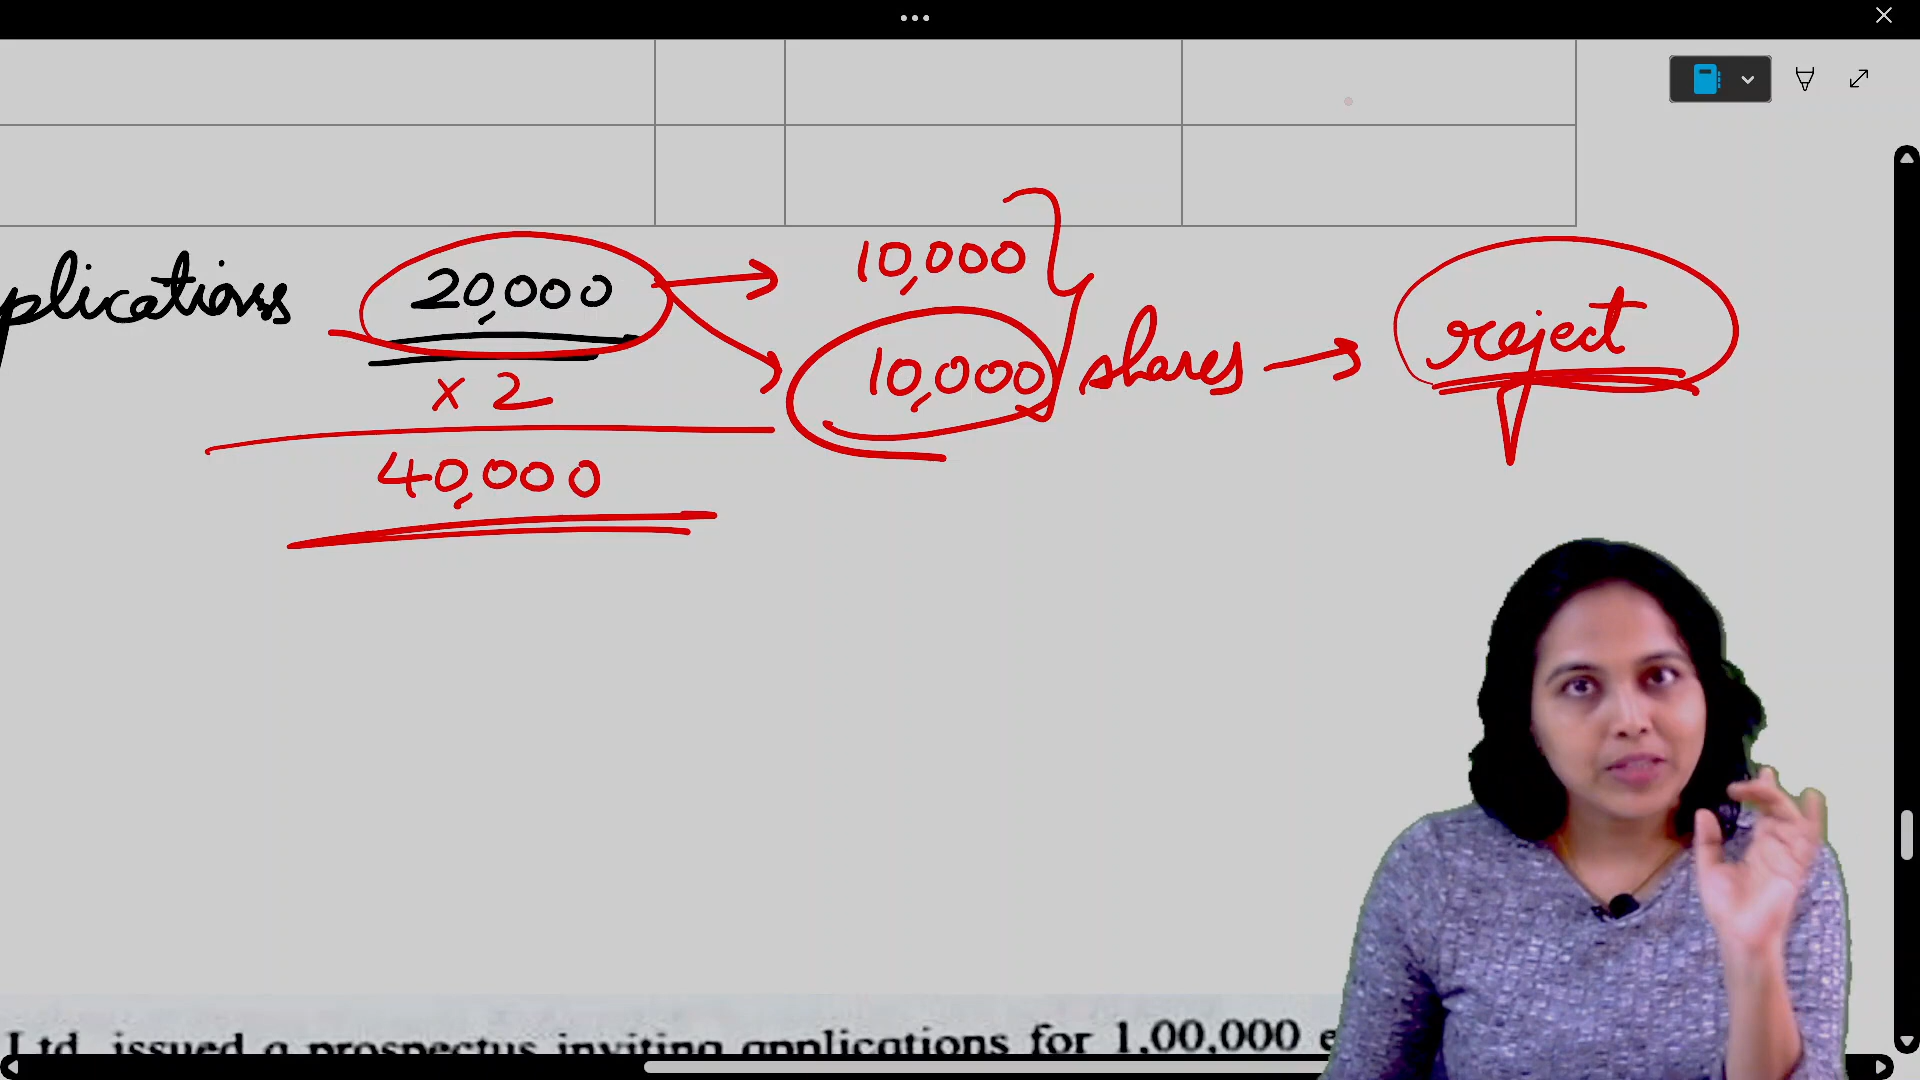 plications 20,000 10,000
10,000 shares → reject
x 2
40,000
Ltd. issued a prospectus inviting applications for 1,00,000 e